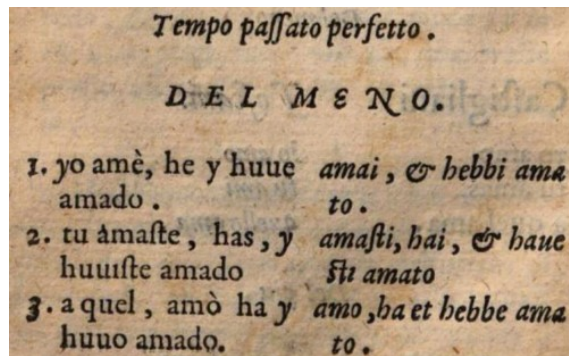 Tempo paſſato perfetto.
DEL MENO.
1. yo amè, he y huue amai, & hebbi ama
amado. to.
2. tu amaſte, has, y amaſti, hai, & haue
huuiſte amado ſti amato
3. a quel, amò ha y amo, ha et hebbe ama
huuo amado. to.